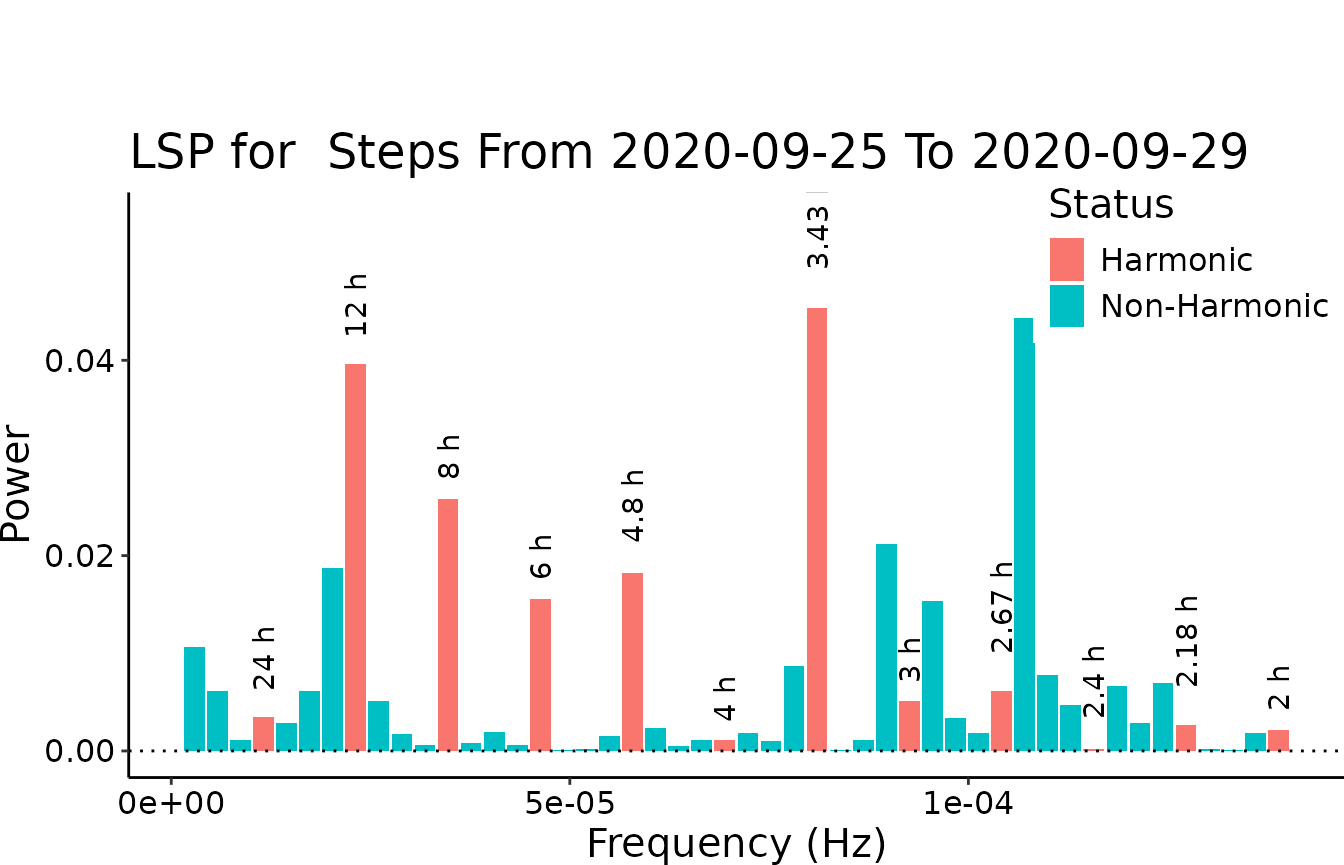 LSP for  Steps From 2020-09-25 To 2020-09-29
Status
Harmonic
Non-Harmonic
Power
0.04
0.02
0.00
24 h
12 h
8 h
6 h
4.8 h
4 h
3.43
3 h
2.67 h
2.4 h
2.18 h
2 h
0e+00
5e-05
1e-04
Frequency (Hz)